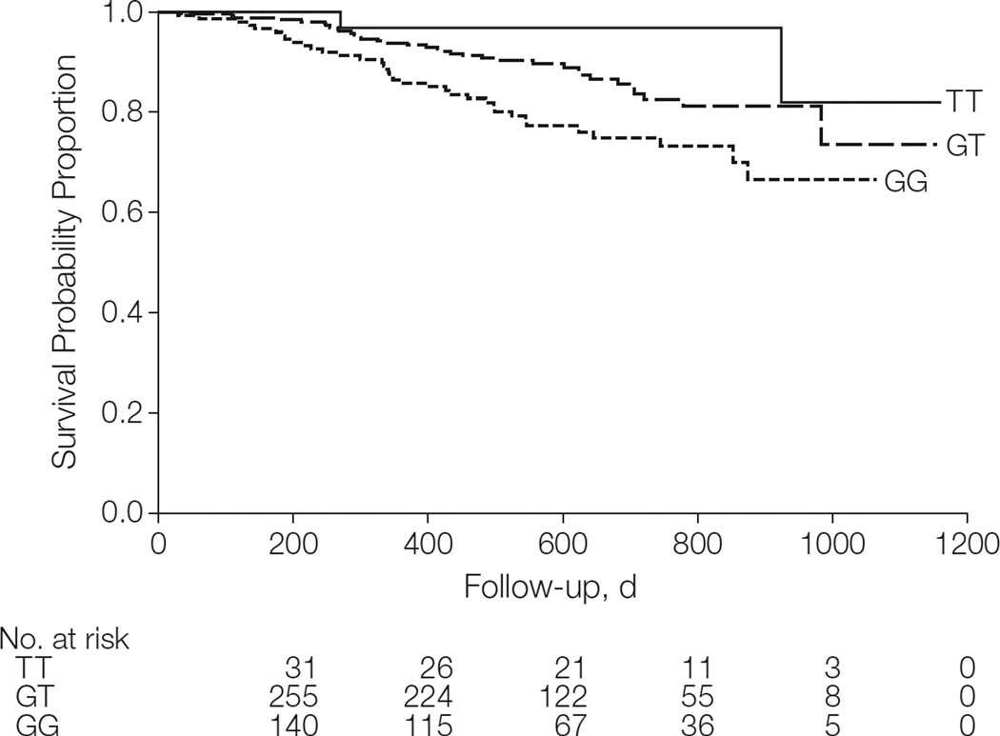 1.0
0.8
0.6
0.4
0.2
0.0
Survival Probability Proportion
TT
GT
GG
0 200 400 600 800 1000 1200
Follow-up, d
No. at risk
TT 31 26 21 11 3 0
GT 255 224 122 55 8 0
GG 140 115 67 36 5 0